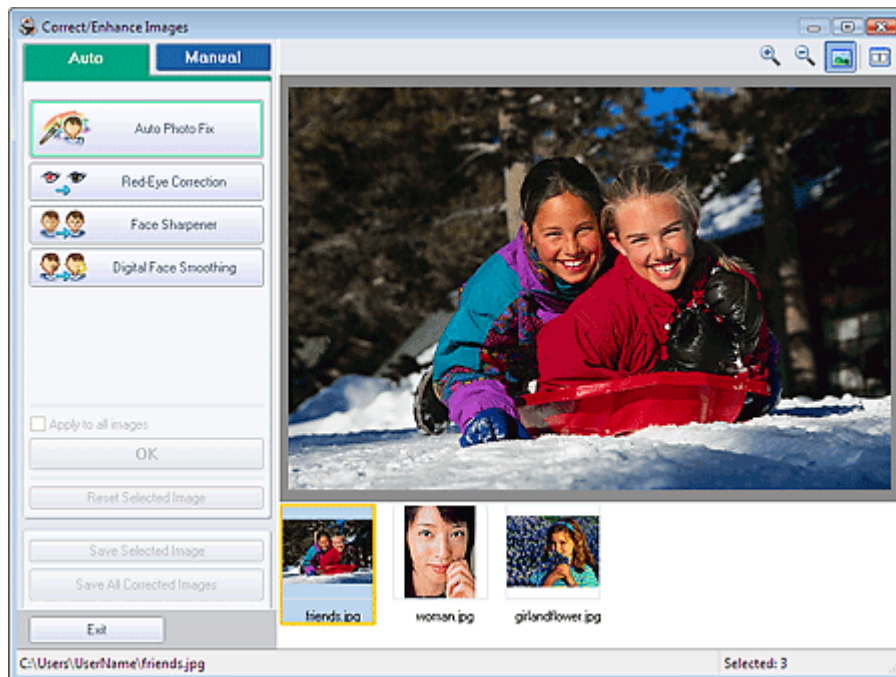 Correct/Enhance Images
Auto
Manual
Auto Photo Fix
Red-Eye Correction
Face Sharpener
Digital Face Smoothing
Apply to all images
OK
Reset Selected Image
Save Selected Image
Save All Corrected Images
Exit
friends.jpg
woman.jpg
girlandflower.jpg
C:\Users\UserName\friends.jpg
Selected: 3